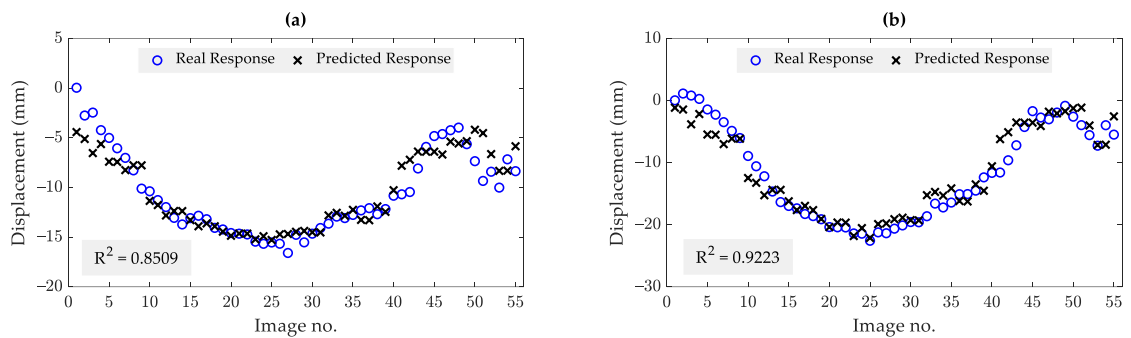 (a)
Real Response Predicted Response
5
0
−5
−10
−15
−20
Displacement (mm)
R² = 0.8509
0 5 10 15 20 25 30 35 40 45 50 55
Image no.
(b)
Real Response Predicted Response
10
0
−10
−20
−30
Displacement (mm)
R² = 0.9223
0 5 10 15 20 25 30 35 40 45 50 55
Image no.